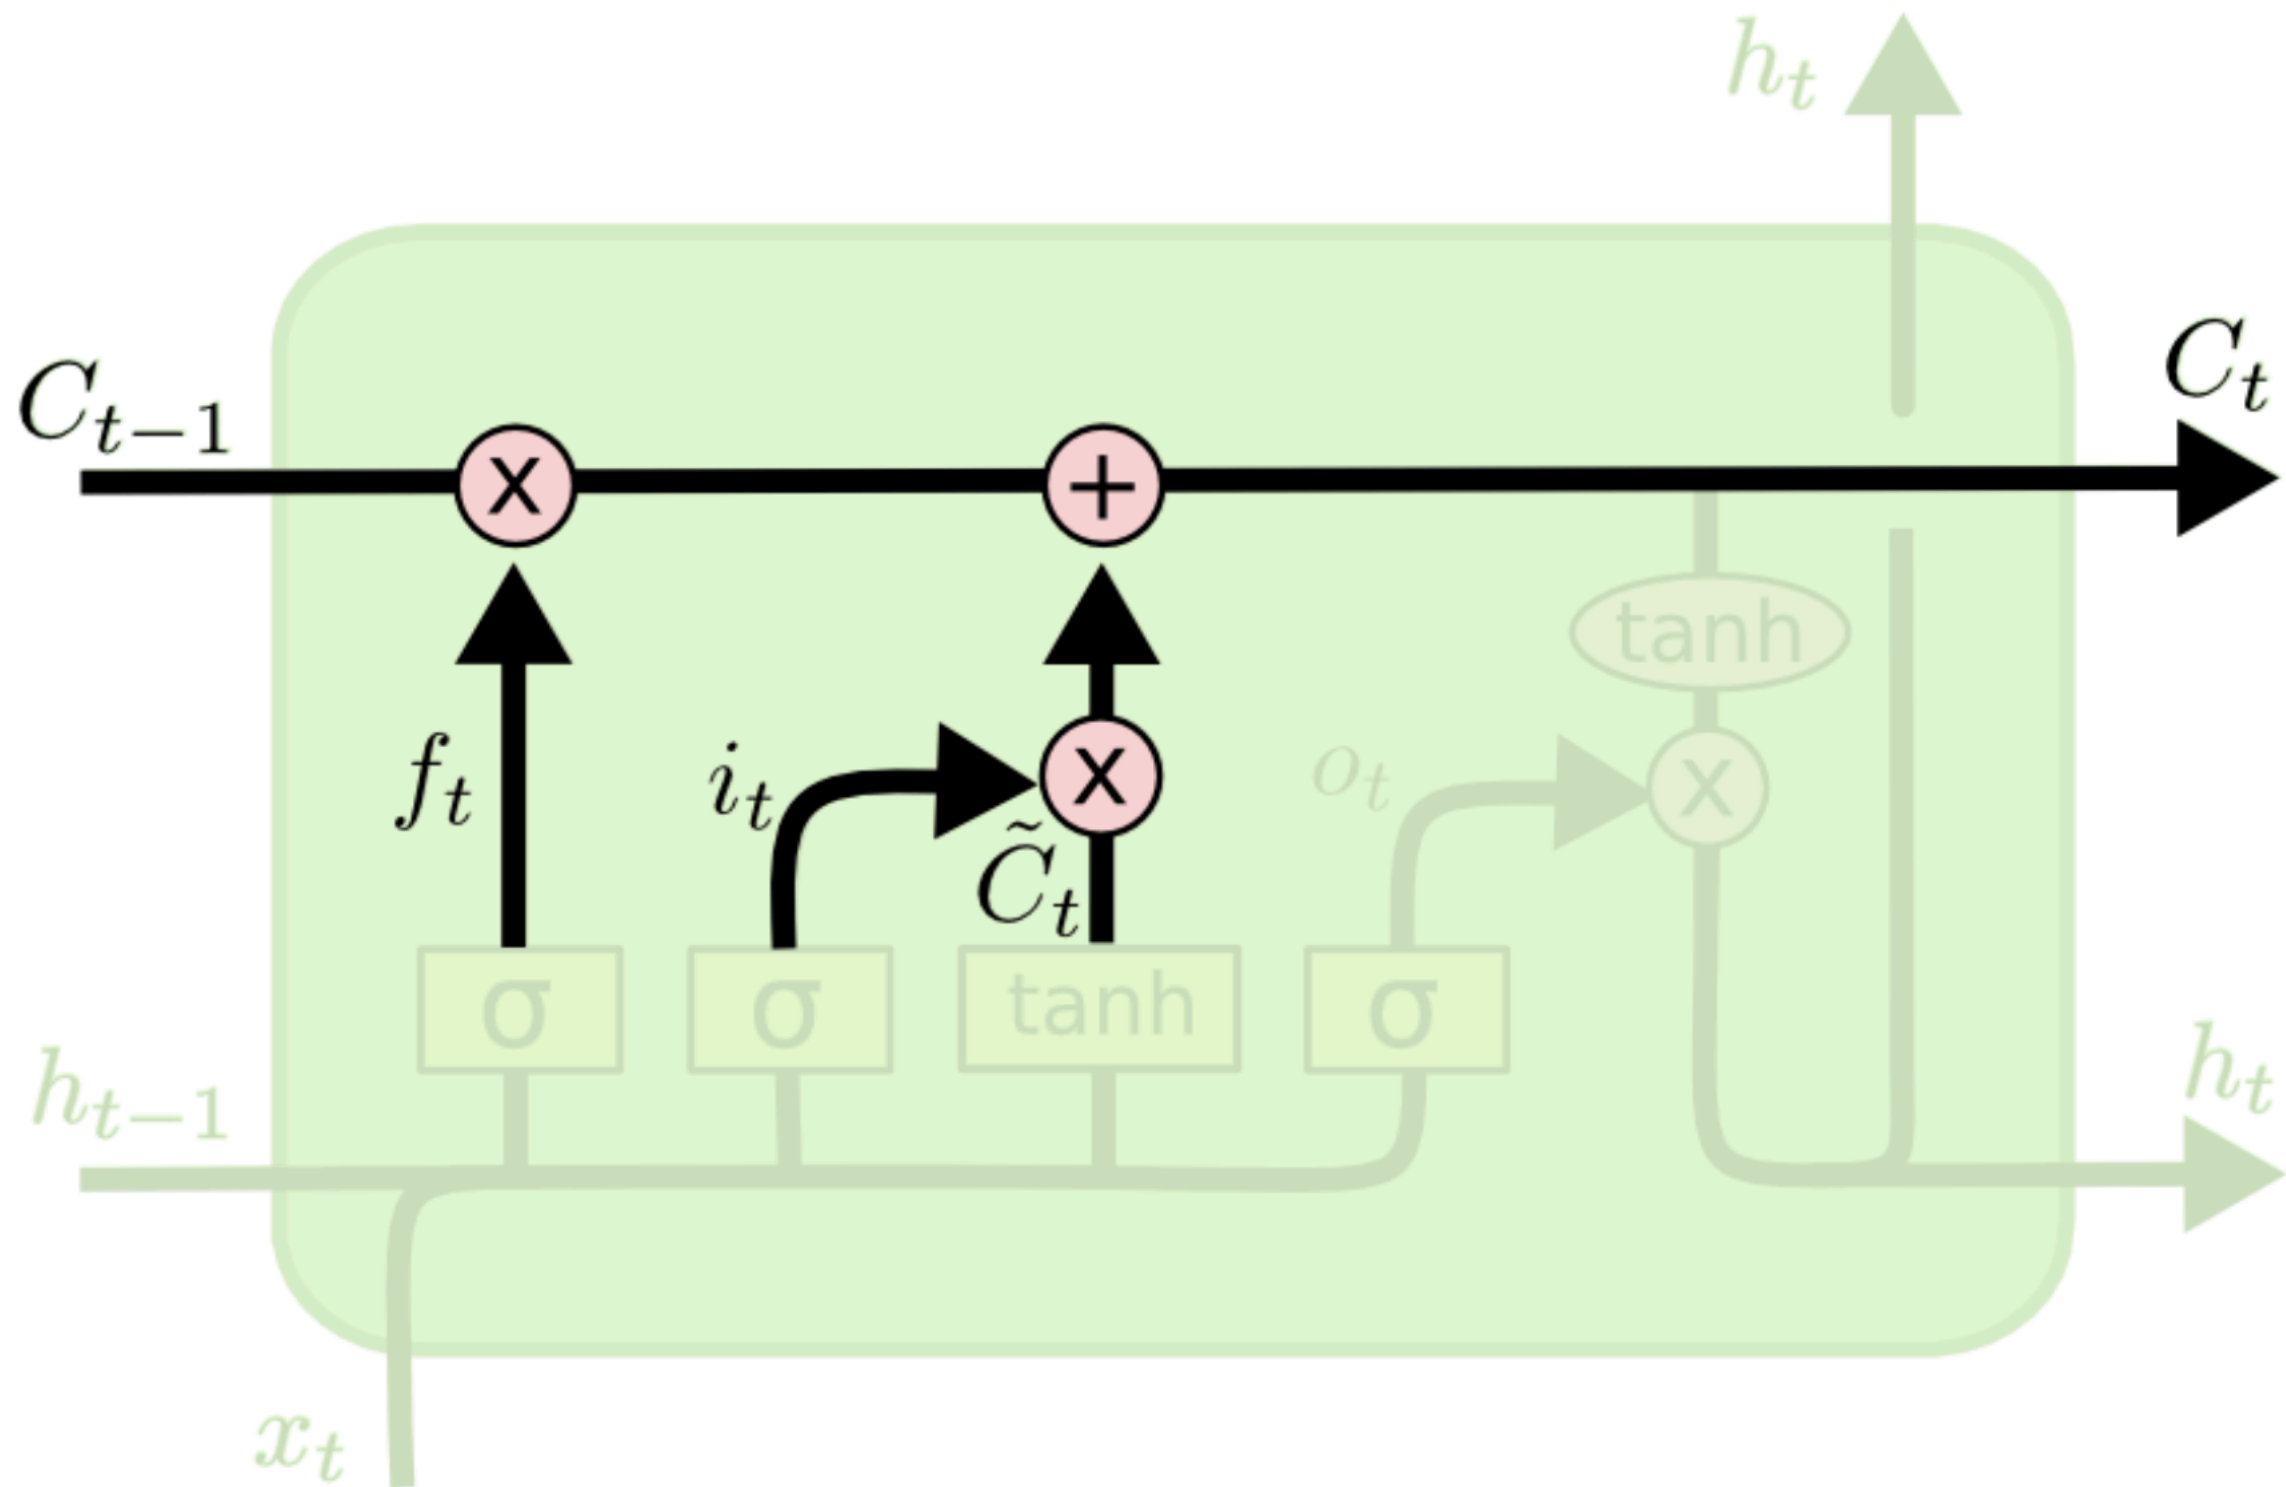 h_t
C_{t-1}
C_t
x
+
tanh
f_t
i_t
x
o_t
x
C̃_t
σ
σ
tanh
σ
h_{t-1}
h_t
x_t